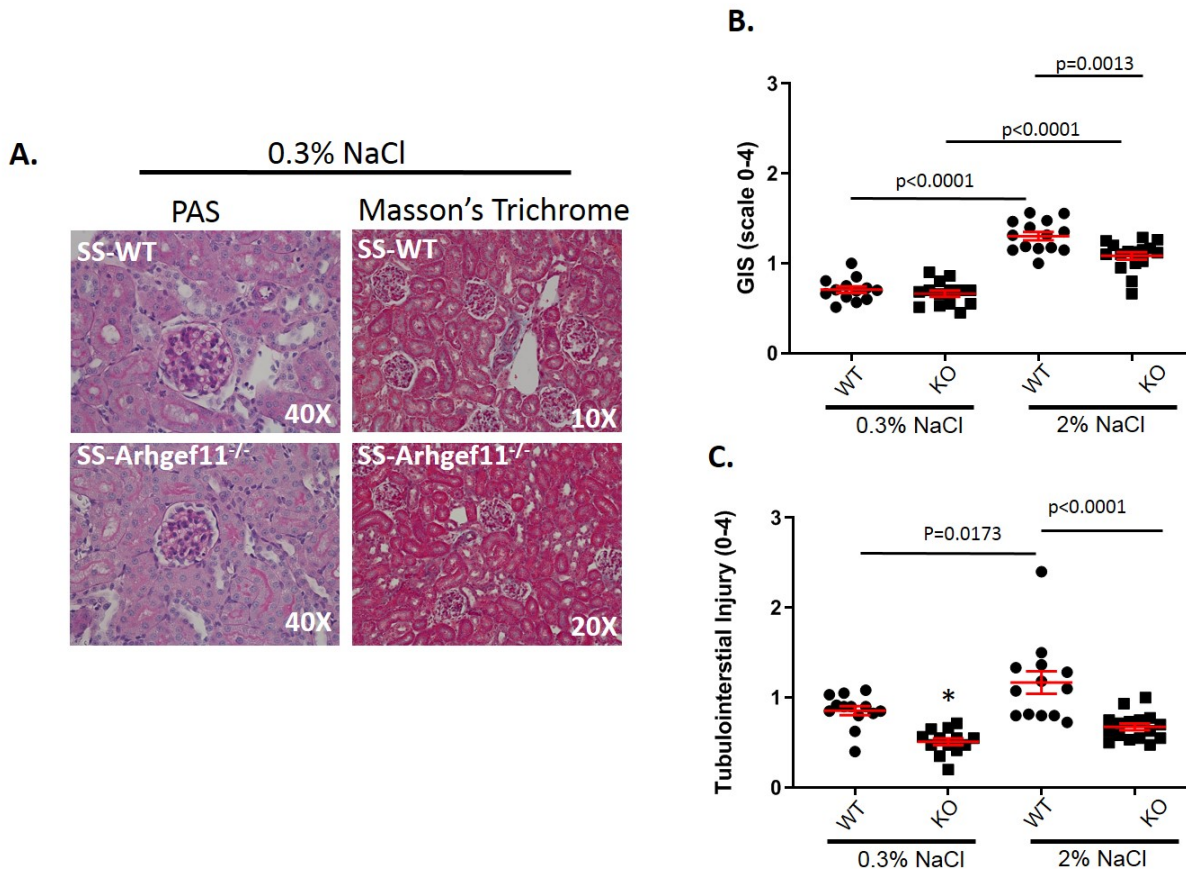 A.
0.3% NaCl
PAS
Masson's Trichrome
SS-WT
40X
SS-WT
10X
SS-Arhgef11-/-
40X
SS-Arhgef11-/-
20X
B.
p=0.0013
p<0.0001
p<0.0001
GIS (scale 0-4)
3
2
1
0
WT
KO
WT
KO
0.3% NaCl
2% NaCl
C.
p<0.0001
P=0.0173
*
Tubulointerstial Injury (0-4)
3
2
1
0
WT
KO
WT
KO
0.3% NaCl
2% NaCl